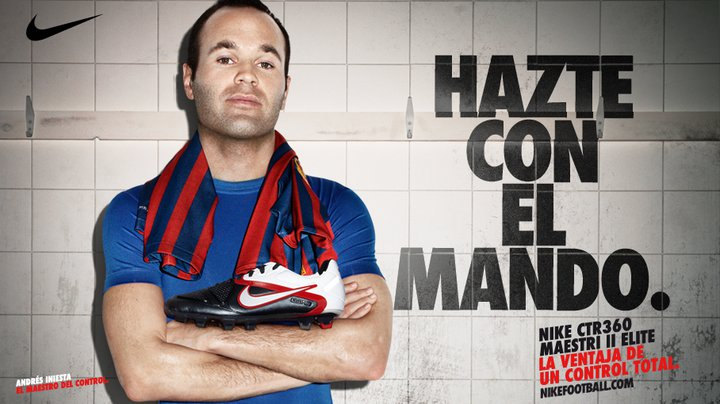 HAZTE
CON
EL
MANDO.
NIKE CTR360
MAESTRI II ELITE
LA VENTAJA DE
UN CONTROL TOTAL.
NIKEFOOTBALL.COM
ANDRÉS INIESTA
EL MAESTRO DEL CONTROL.